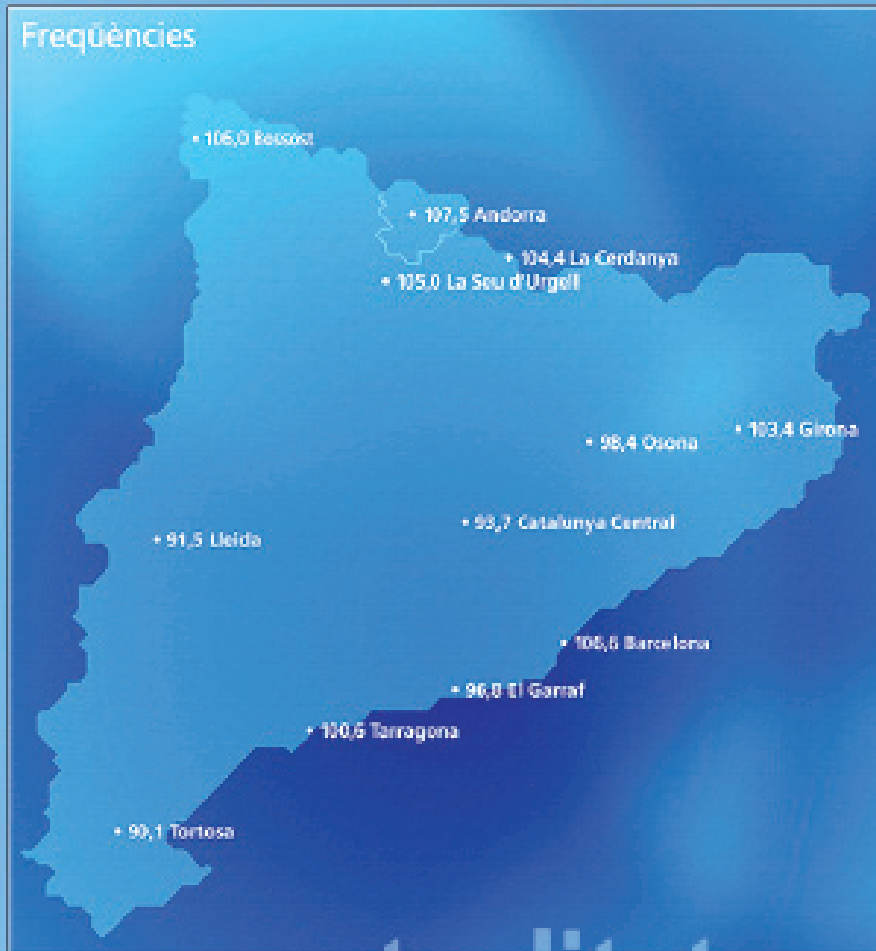 Freqüències
106,0 Bossòst
107,5 Andorra
104,4 La Cerdanya
105,0 La Seu d'Urgell
103,4 Girona
98,4 Osona
93,7 Catalunya Central
91,5 Lleida
106,6 Barcelona
96,8 El Garraf
100,6 Tarragona
90,1 Tortosa